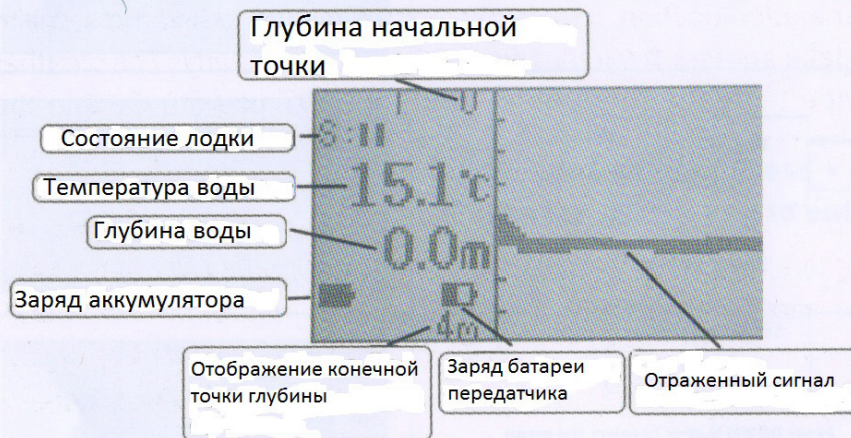 Глубина начальной
точки
0
Состояние лодки
S:
Температура воды
15.1°c
Глубина воды
0.0m
Заряд аккумулятора
4m
Отображение конечной
точки глубины
Заряд батареи
передатчика
Отраженный сигнал